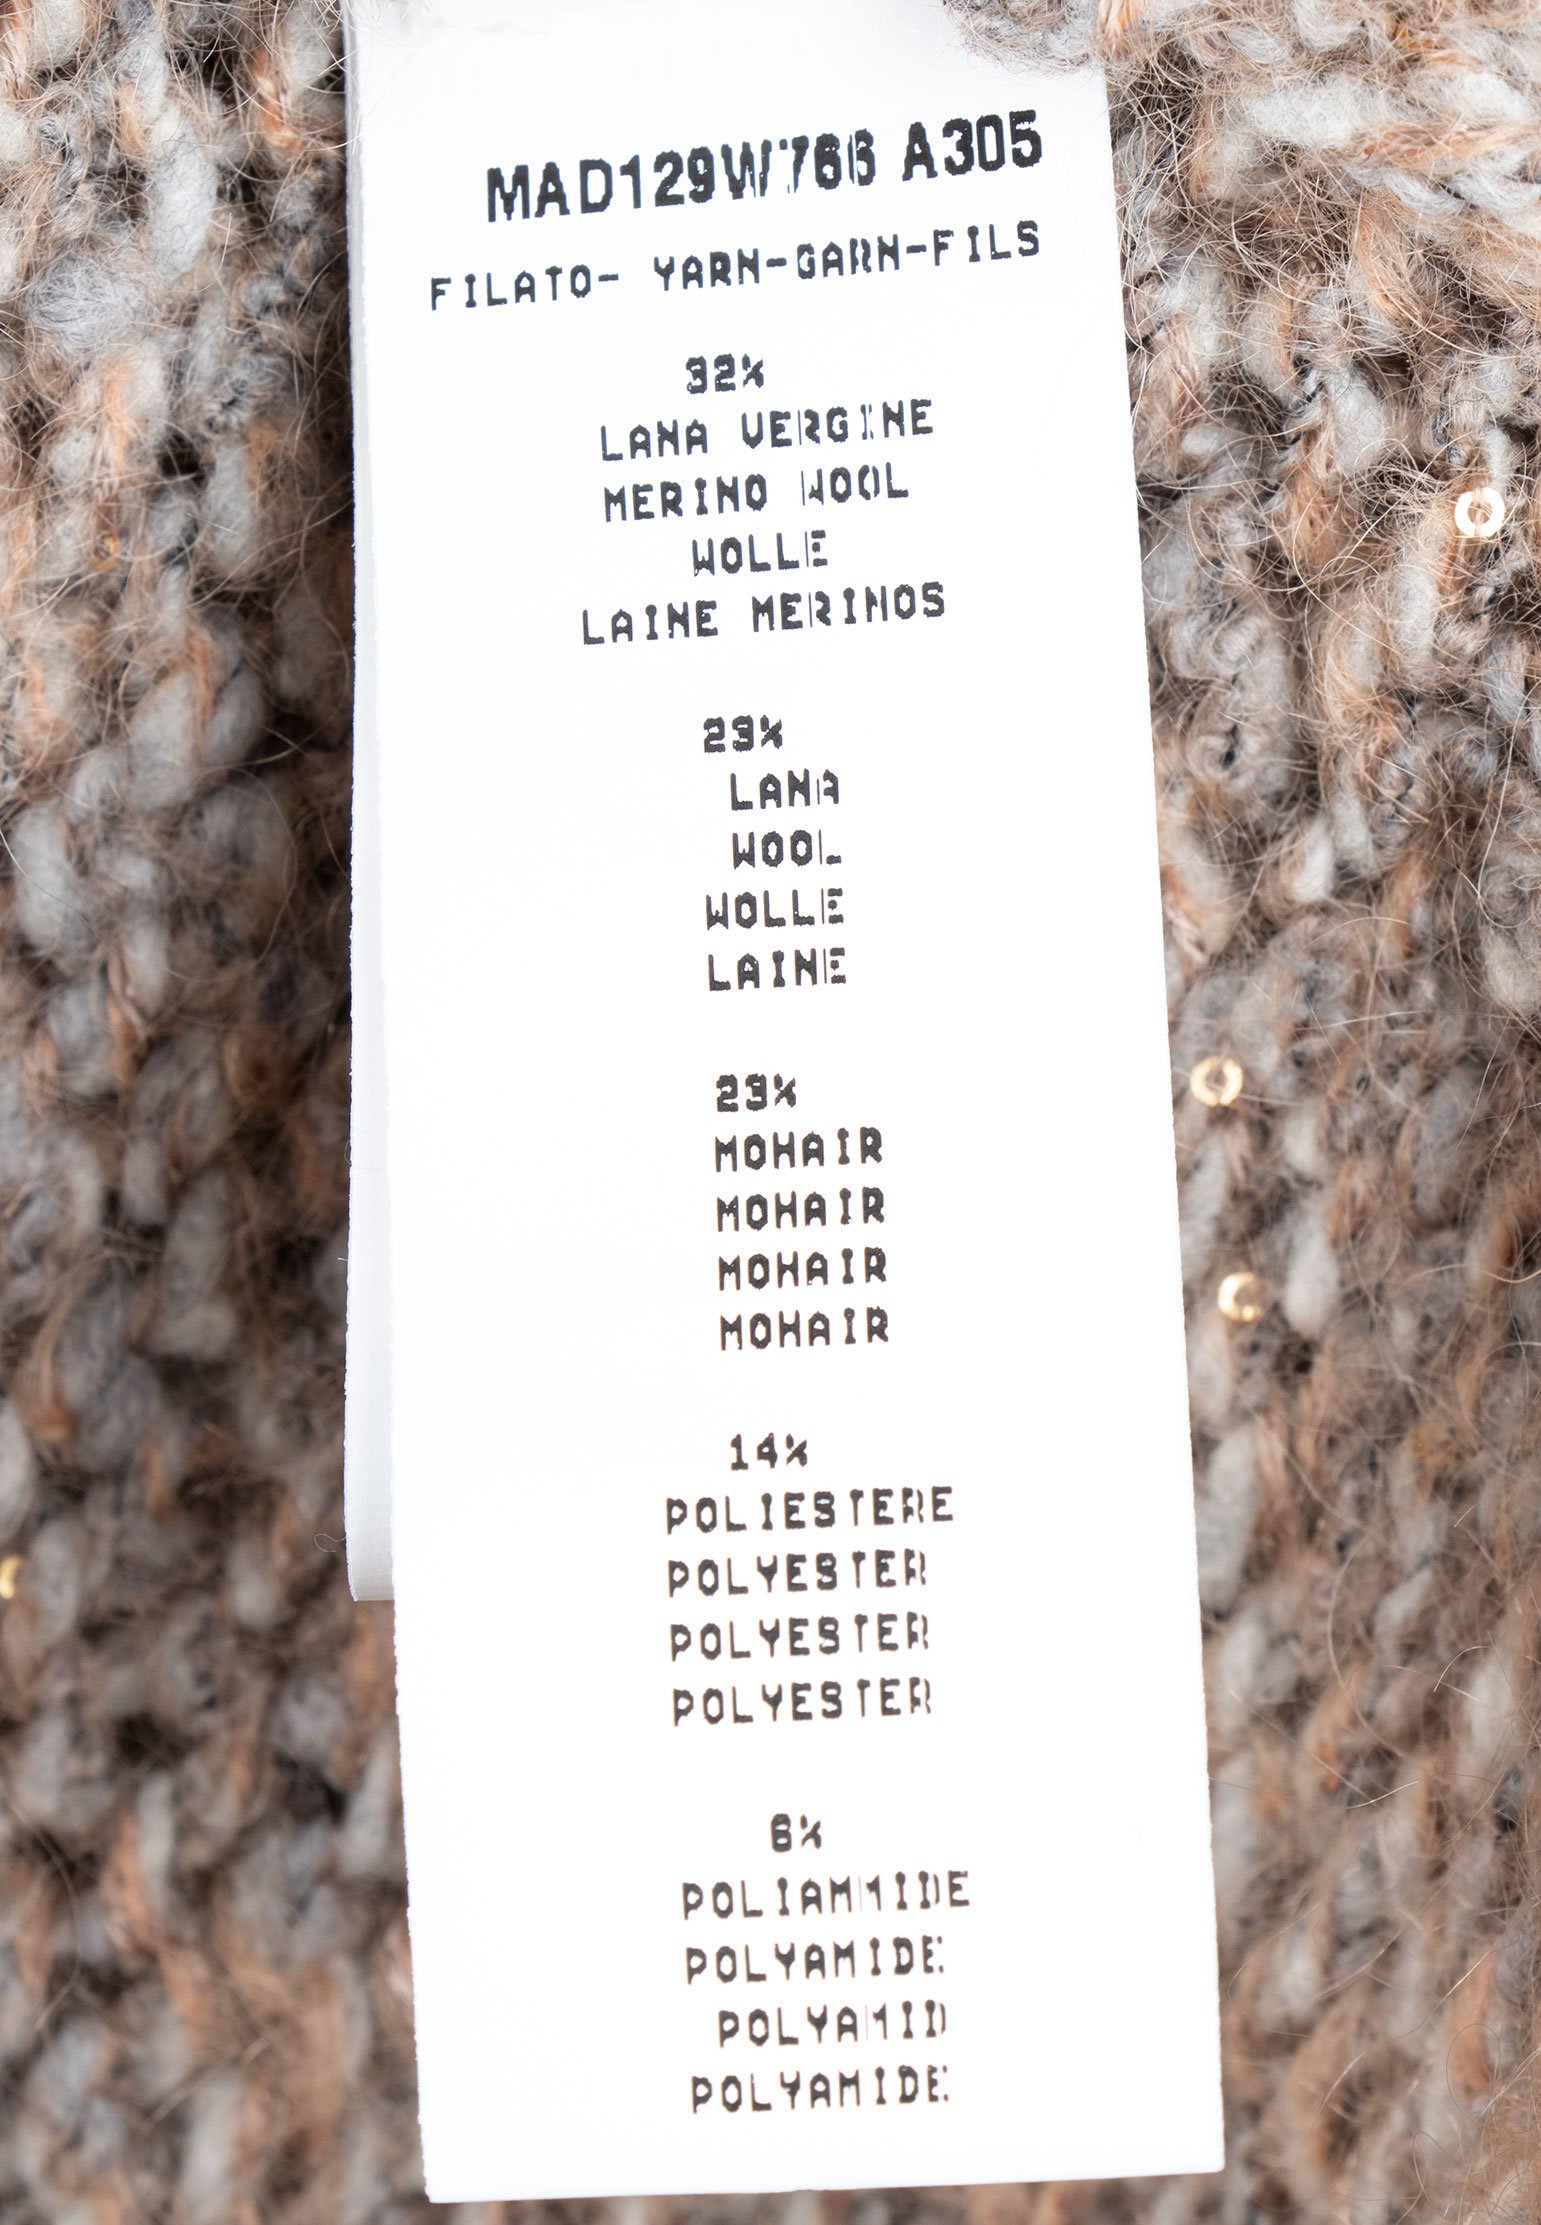 MAD129W766 A305
FILATO- YARN-GARN-FILS
32%
LANA VERGINE
MERINO WOOL
WOLLE
LAINE MERINOS
23%
LANA
WOOL
WOLLE
LAINE
23%
MOHAIR
MOHAIR
MOHAIR
MOHAIR
14%
POLIESTERE
POLYESTER
POLYESTER
POLYESTER
8%
POLIAMMIDE
POLYAMIDE
POLYAMID
POLYAMIDE